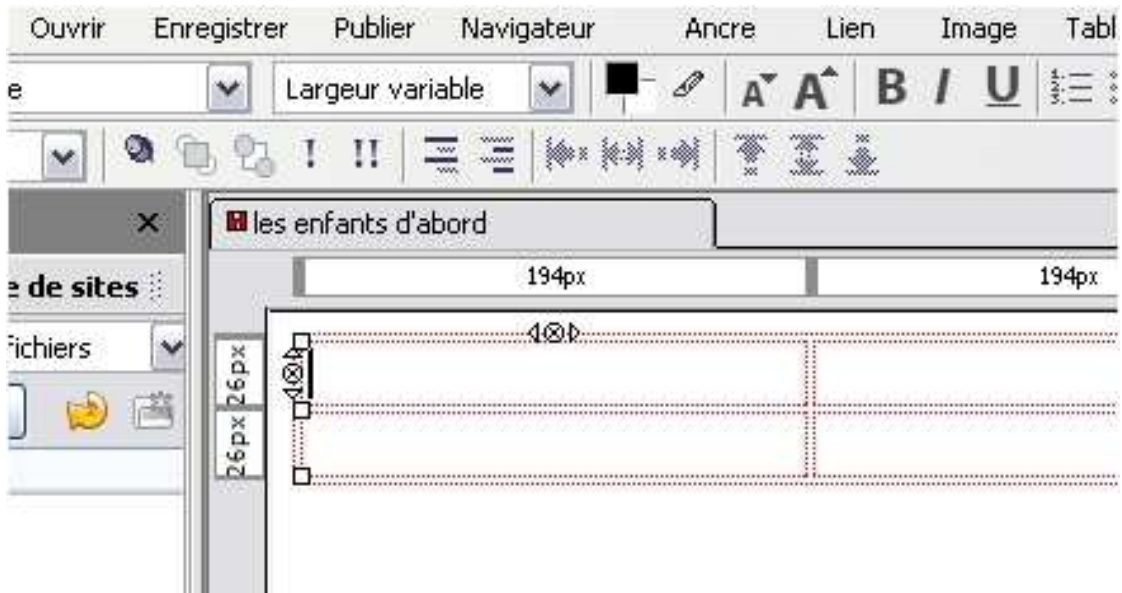 Ouvrir Enregistrer Publier Navigateur Ancre Lien Image Tabl
e Largeur variable A A B I U
! !!
les enfants d'abord
194px 194px
e de sites
Fichiers
26px
26px